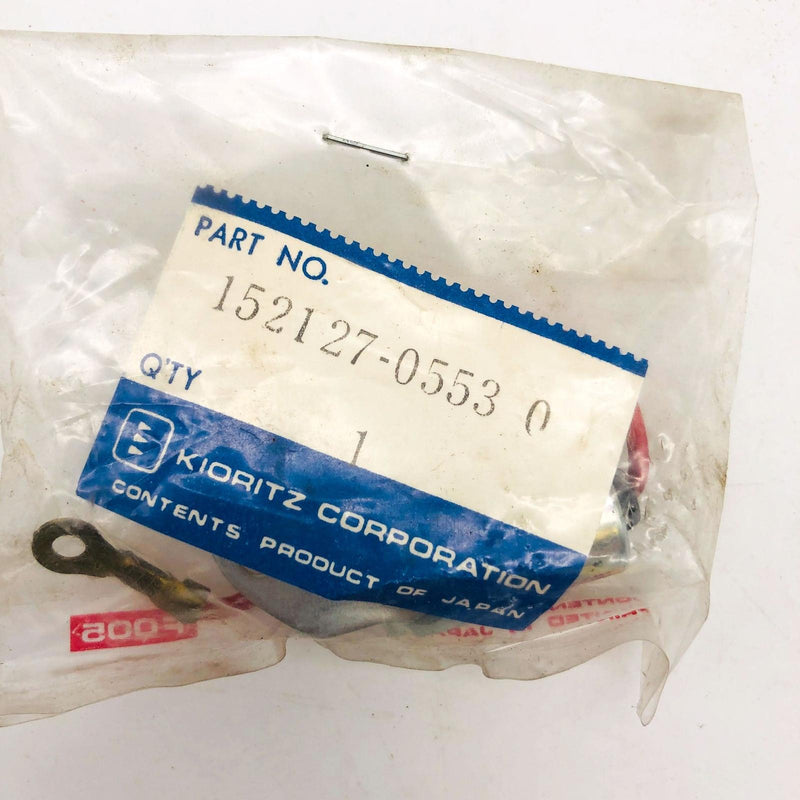 PART NO.
152127-0553 0
Q'TY
1
KIORITZ CORPORATION
CONTENTS PRODUCT OF JAPAN